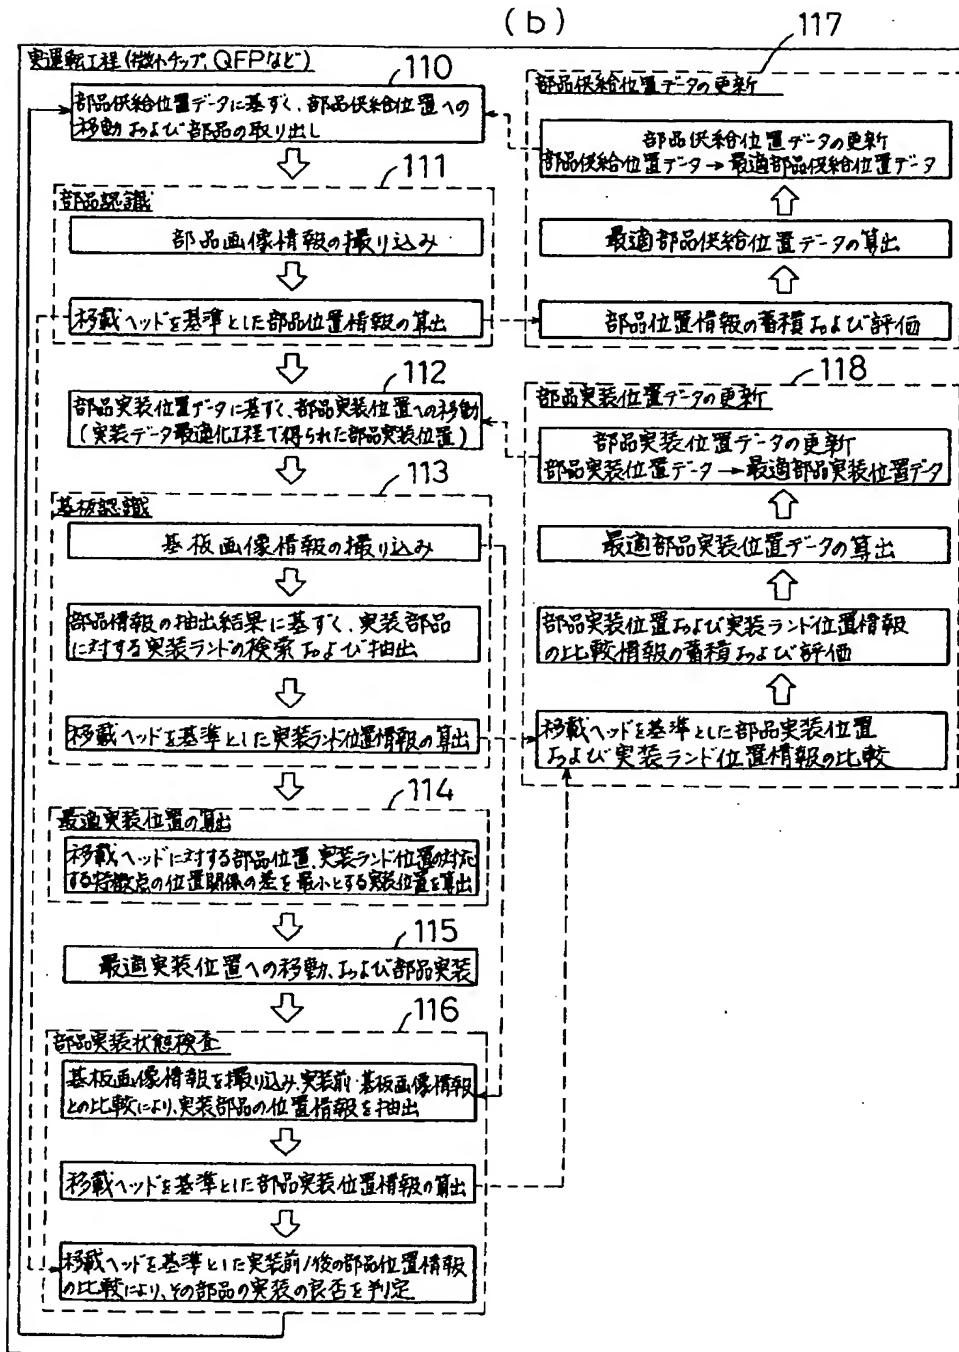 (b)
実運転工程(微小チップ、QFPなど)
110
部品供給位置データに基ずく、部品供給位置への
移動および部品の取り出し
111
部品認識
部品画像情報の撮り込み
移載ヘッドを基準とした部品位置情報の算出
112
部品実装位置データに基ずく、部品実装位置への移動
(実装データ最適化工程で得られた部品実装位置)
113
基板認識
基板画像情報の撮り込み
部品情報の抽出結果に基ずく、実装部品
に対する実装ランドの検索および抽出
移載ヘッドを基準とした実装ランド位置情報の算出
114
最適実装位置の算出
移載ヘッドに対する部品位置、実装ランド位置の対応
する特徴点の位置関係の差を最小とする実装位置を算出
115
最適実装位置への移動、および部品実装
116
部品実装状態検査
基板画像情報を撮り込み、実装前・基板画像情報
との比較により、実装部品の位置情報を抽出
移載ヘッドを基準とした部品実装位置情報の算出
移載ヘッドを基準とした実装前/後の部品位置情報
の比較により、その部品の実装の良否を判定
117
部品供給位置データの更新
部品供給位置データの更新
部品供給位置データ→最適部品供給位置データ
最適部品供給位置データの算出
部品位置情報の蓄積および評価
118
部品実装位置データの更新
部品実装位置データの更新
部品実装位置データ→最適部品実装位置データ
最適部品実装位置データの算出
部品実装位置および実装ランド位置情報
の比較情報の蓄積および評価
移載ヘッドを基準とした部品実装位置
および実装ランド位置情報の比較